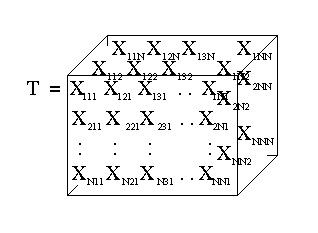 X11N X12N X13N X1NN
X112 X122 X132 X1N2 X2NN
T = X111 X121 X131 . . X1N1 X2N2
X211 X221 X231 X2N1 XNNN
: : : : XNN2
XN11 XN21 XN31 . . XNN1